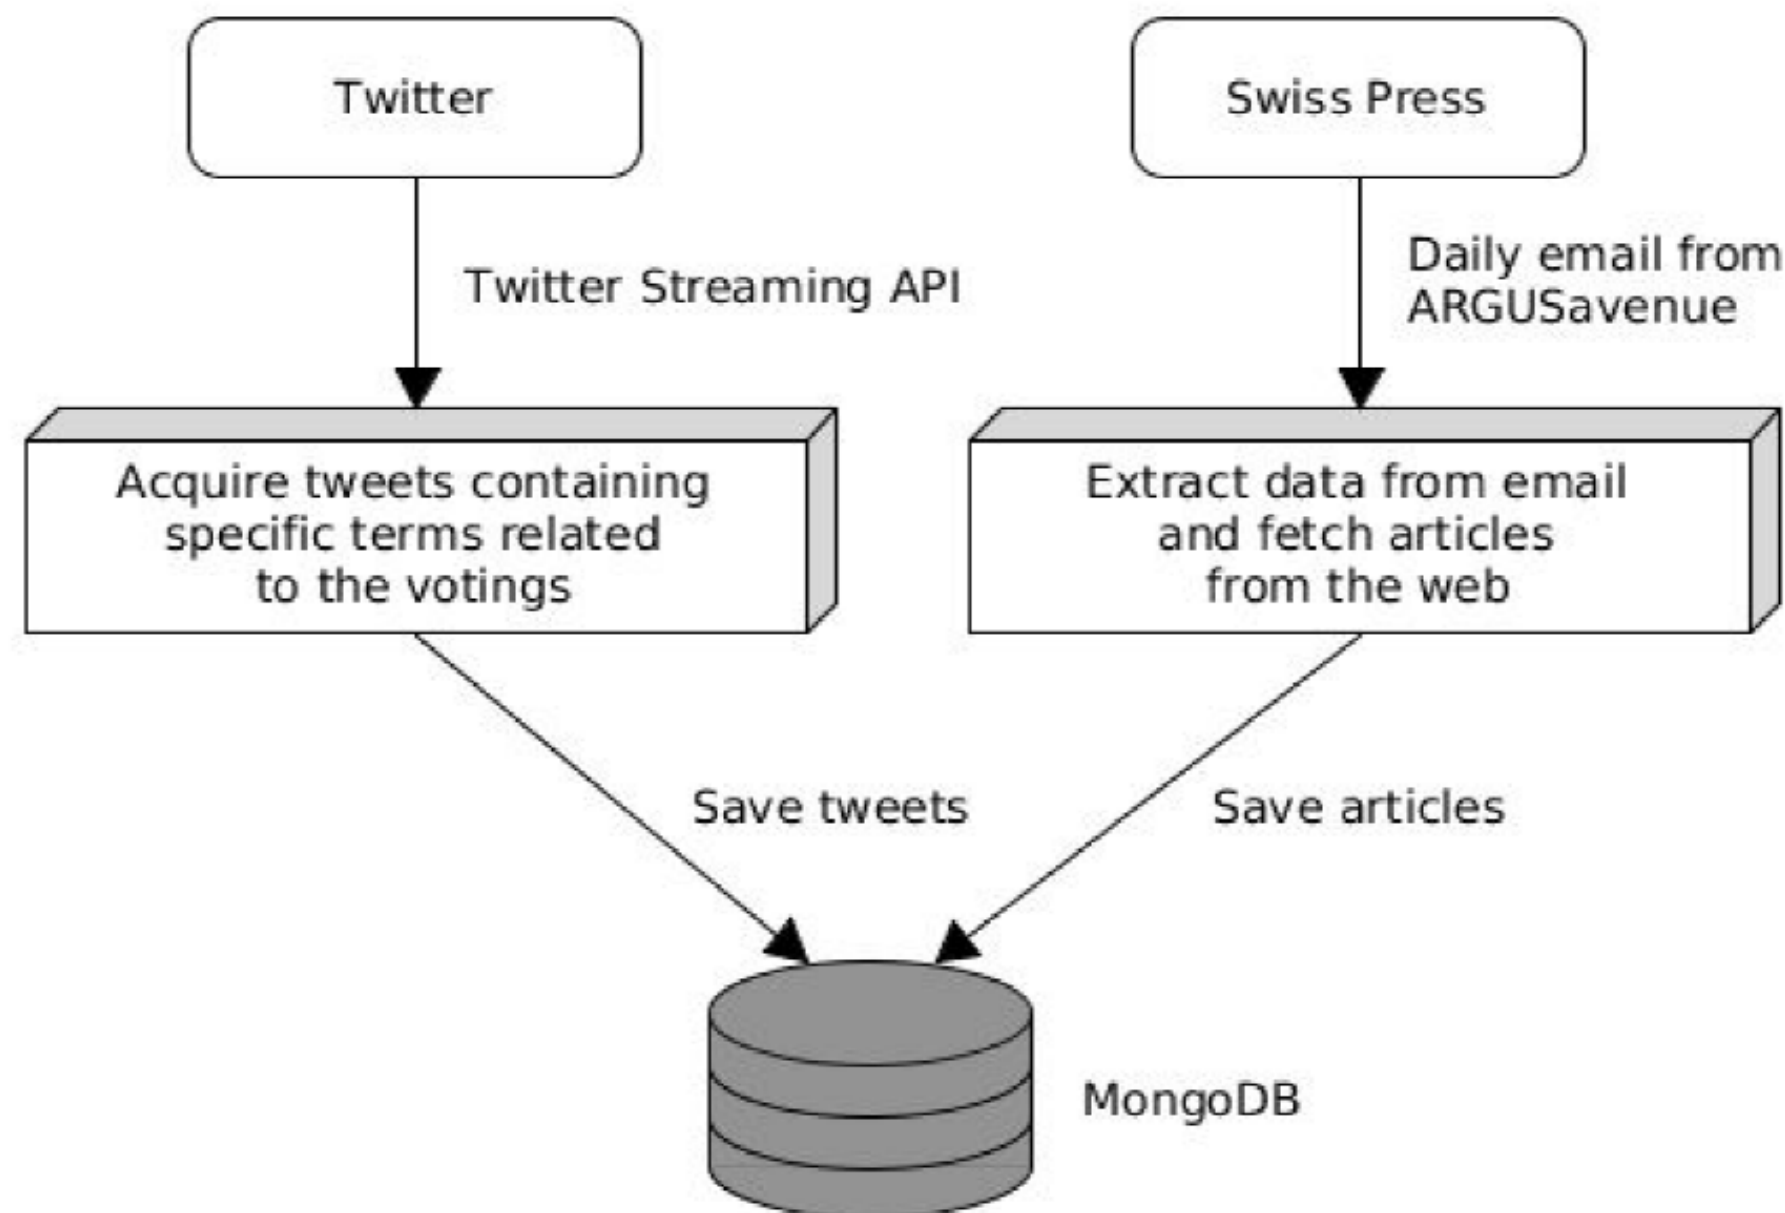 Twitter
Swiss Press
Twitter Streaming API
Daily email from
ARGUSavenue
Acquire tweets containing
specific terms related
to the votings
Extract data from email
and fetch articles
from the web
Save tweets
Save articles
MongoDB